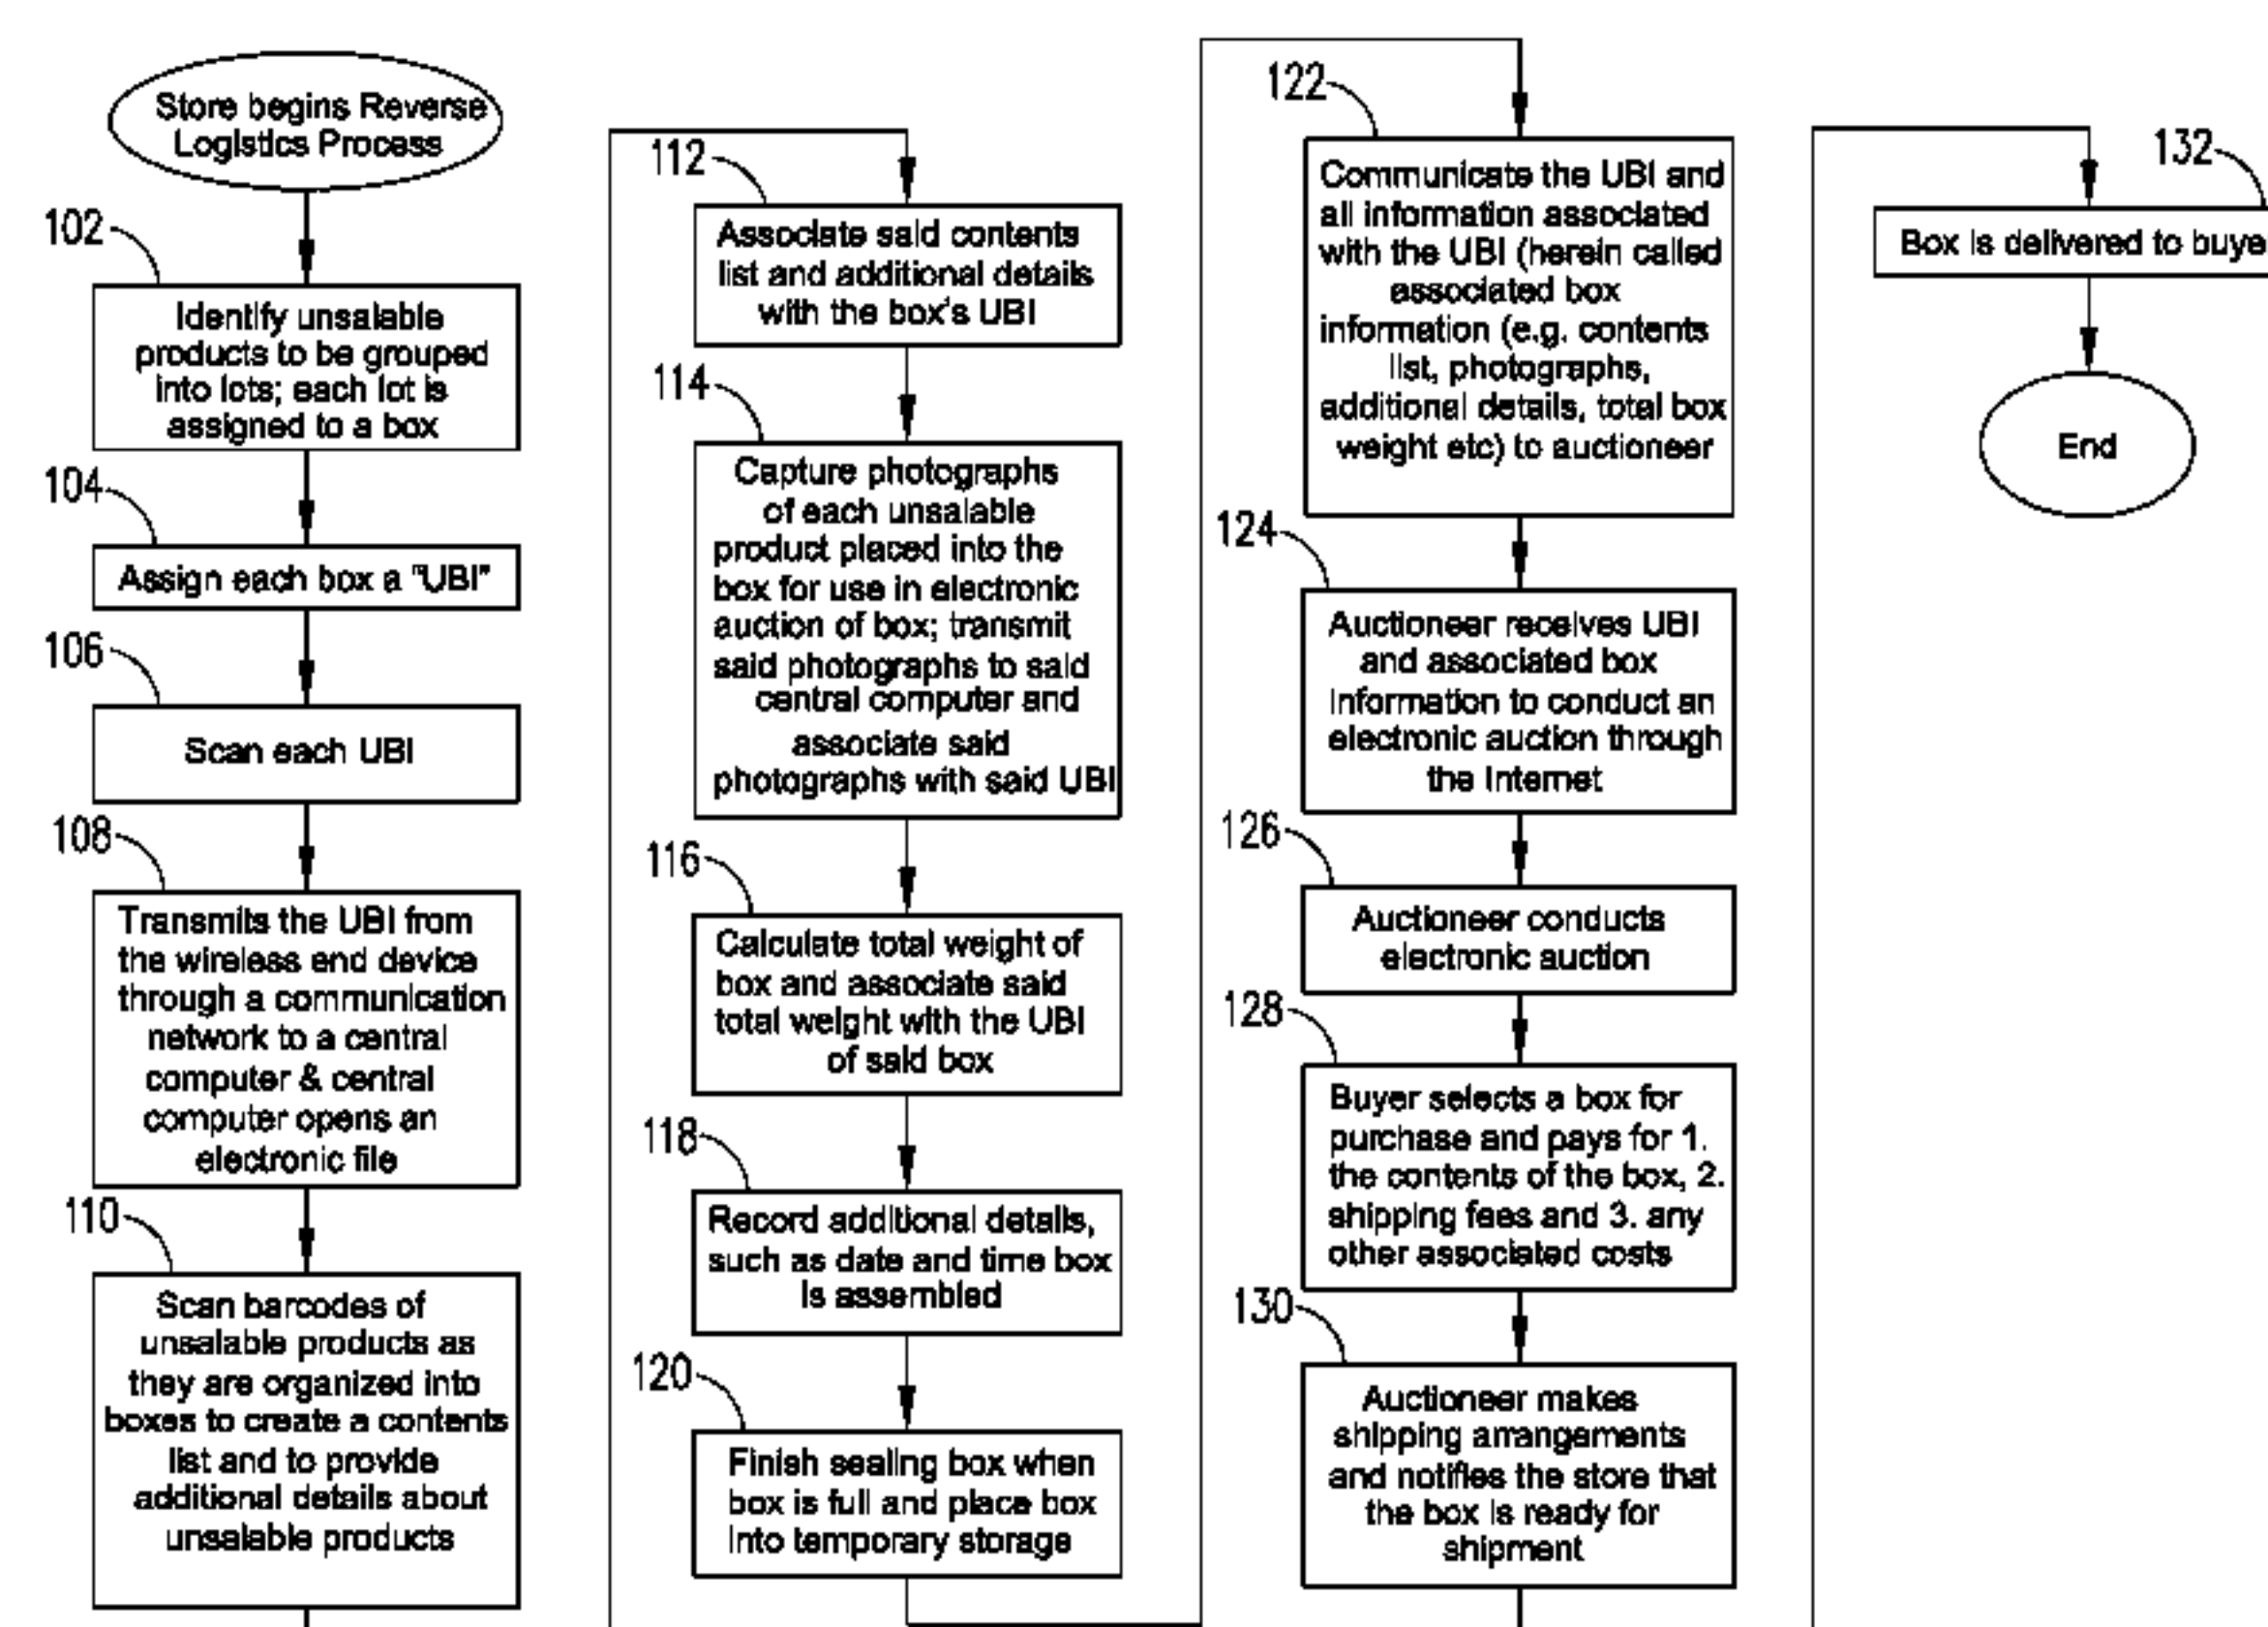 Store begins Reverse
Logistics Process
102
Identify unsalable
products to be grouped
into lots; each lot is
assigned to a box
104
Assign each box a "UBI"
106
Scan each UBI
108
Transmits the UBI from
the wireless end device
through a communication
network to a central
computer & central
computer opens an
electronic file
110
Scan barcodes of
unsalable products as
they are organized into
boxes to create a contents
list and to provide
additional details about
unsalable products
112
Associate said contents
list and additional details
with the box's UBI
114
Capture photographs
of each unsalable
product placed into the
box for use in electronic
auction of box; transmit
said photographs to said
central computer and
associate said
photographs with said UBI
116
Calculate total weight of
box and associate said
total weight with the UBI
of said box
118
Record additional details,
such as date and time box
is assembled
120
Finish sealing box when
box is full and place box
into temporary storage
122
Communicate the UBI and
all information associated
with the UBI (herein called
associated box
information (e.g. contents
list, photographs,
additional details, total box
weight etc) to auctioneer
124
Auctioneer receives UBI
and associated box
information to conduct an
electronic auction through
the Internet
126
Auctioneer conducts
electronic auction
128
Buyer selects a box for
purchase and pays for 1.
the contents of the box, 2.
shipping fees and 3. any
other associated costs
130
Auctioneer makes
shipping arrangements
and notifies the store that
the box is ready for
shipment
132
Box is delivered to buye
End